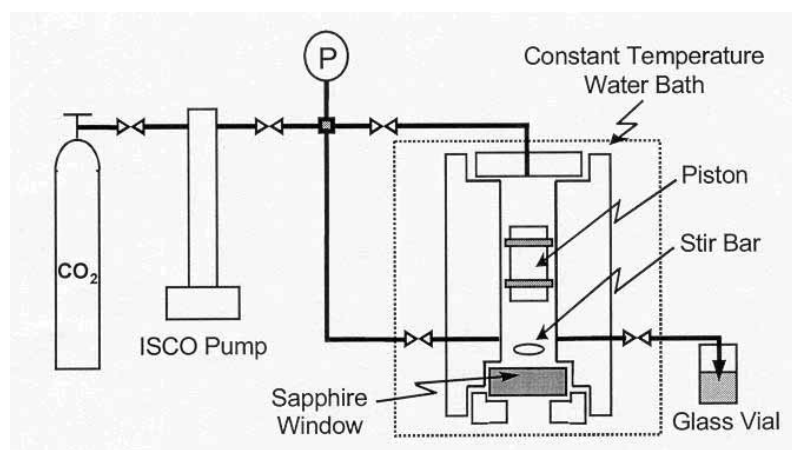 P
Constant Temperature
Water Bath
Piston
Stir Bar
CO2
ISCO Pump
Sapphire
Window
Glass Vial